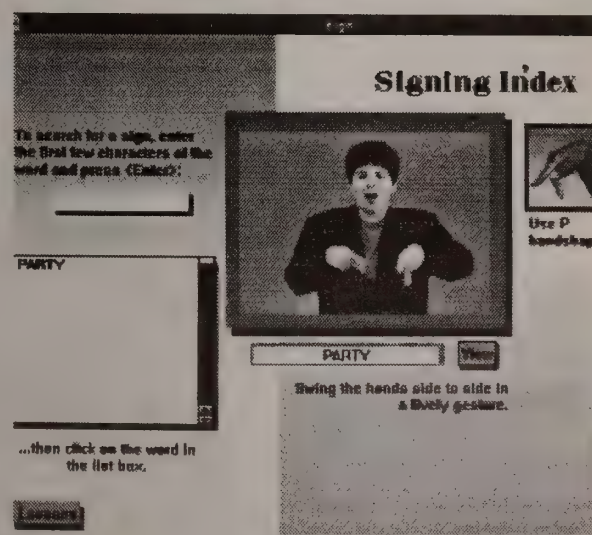 Signing Index
To search for a sign, enter
the first few characters of the
word and press <Enter>:
Use P
PARTY
PARTY
View
Swing the hands side to side in
a lively gesture.
...then click on the word in
the list box.
Lessons